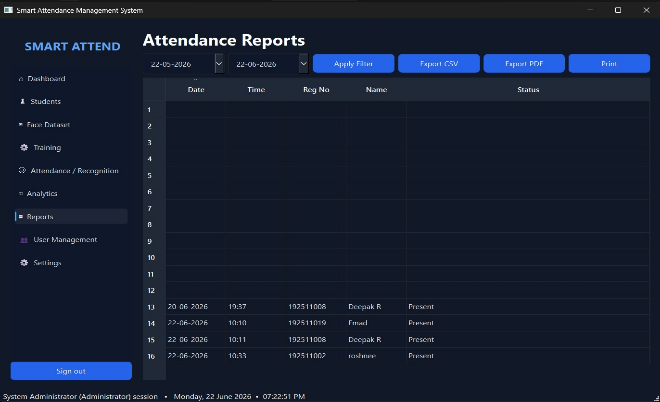 Smart Attendance Management System
SMART ATTEND
Dashboard
Students
Face Dataset
Training
Attendance / Recognition
Analytics
Reports
User Management
Settings
Sign out
Attendance Reports
22-05-2026 22-06-2026 Apply Filter Export CSV Export PDF Print
Date Time Reg No Name Status
1
2
3
4
5
6
7
8
9
10
11
12
13 20-06-2026 19:37 192511008 Deepak R Present
14 22-06-2026 10:10 192511019 Emad Present
15 22-06-2026 10:11 192511008 Deepak R Present
16 22-06-2026 10:33 192511002 roshnee Present
System Administrator (Administrator) session • Monday, 22 June 2026 • 07:22:51 PM